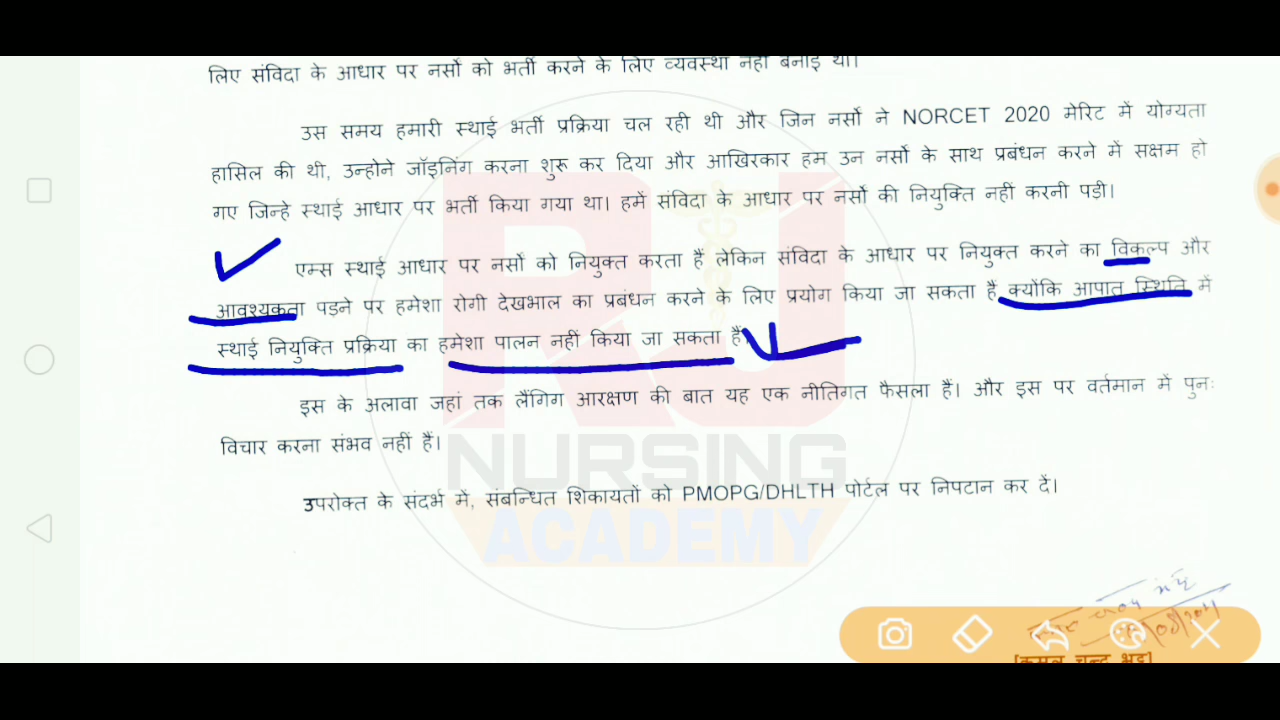 लिए संविदा के आधार पर नर्सों को भर्ती करने के लिए व्यवस्था नहीं बनाई थी।
उस समय हमारी स्थाई भर्ती प्रक्रिया चल रही थी और जिन नर्सों ने NORCET 2020 मेरिट में योग्यता
हासिल की थी, उन्होने जॉइनिंग करना शुरू कर दिया और आखिरकार हम उन नर्सों के साथ प्रबंधन करने में सक्षम हो
गए जिन्हे स्थाई आधार पर भर्ती किया गया था। हमें संविदा के आधार पर नर्सों की नियुक्ति नहीं करनी पड़ी।
एम्स स्थाई आधार पर नर्सों को नियुक्त करता हैं लेकिन संविदा के आधार पर नियुक्त करने का विकल्प और
आवश्यकता पड़ने पर हमेशा रोगी देखभाल का प्रबंधन करने के लिए प्रयोग किया जा सकता हैं क्योंकि आपात स्थिति में
स्थाई नियुक्ति प्रक्रिया का हमेशा पालन नहीं किया जा सकता हैं।
इस के अलावा जहां तक लैंगिग आरक्षण की बात यह एक नीतिगत फैसला हैं। और इस पर वर्तमान में पुनः
विचार करना संभव नहीं हैं।
उपरोक्त के संदर्भ में, संबन्धित शिकायतों को PMOPG/DHLTH पोर्टल पर निपटान कर दें।
RJ
NURSING
ACADEMY